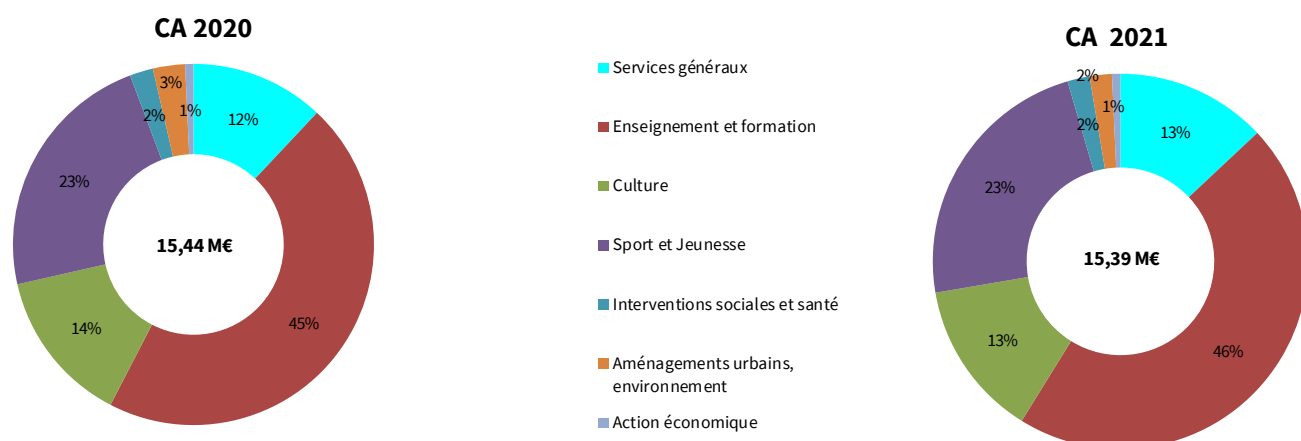 CA 2020
12%
45%
14%
23%
2%
3%
1%
15,44 M€
Services généraux
Enseignement et formation
Culture
Sport et Jeunesse
Interventions sociales et santé
Aménagements urbains,
environnement
Action économique
CA 2021
13%
46%
13%
23%
2%
2%
1%
15,39 M€